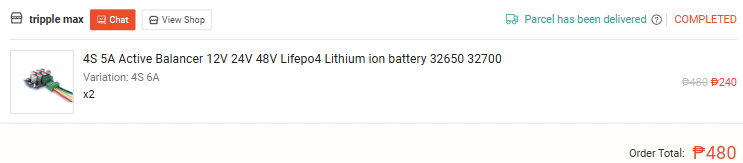 tripple max Chat View Shop Parcel has been delivered ? COMPLETED
4S 5A Active Balancer 12V 24V 48V Lifepo4 Lithium ion battery 32650 32700
Variation: 4S 6A
₱480 ₱240
x2
Order Total: ₱480